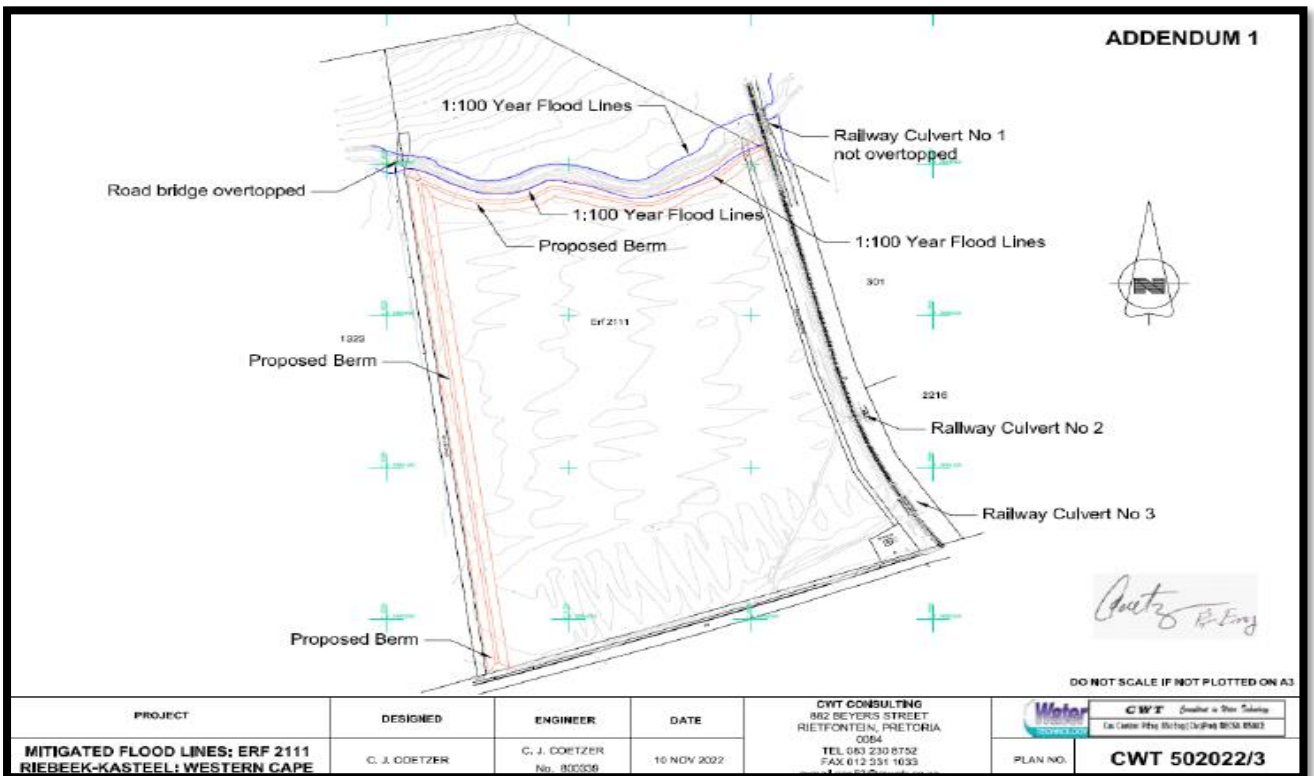 ADDENDUM 1
1:100 Year Flood Lines
Railway Culvert No 1
not overtopped
Road bridge overtopped
1:100 Year Flood Lines
Proposed Berm
1:100 Year Flood Lines
301
N
Erf 2111
1323
Proposed Berm
2216
Railway Culvert No 2
Railway Culvert No 3
Proposed Berm
DO NOT SCALE IF NOT PLOTTED ON A3
PROJECT
MITIGATED FLOOD LINES: ERF 2111
RIEBEEK-KASTEEL: WESTERN CAPE
DESIGNED
C. J. COETZER
ENGINEER
C. J. COETZER
DATE
10 NOV 2022
CWT CONSULTING
BEYERS STREET
RIETFONTEIN, PRETORIA
0084
TEL 083 230 8752
FAX 012 331 1033
Water
TECHNOLOGY
CWT
PLAN NO.
CWT 502022/3